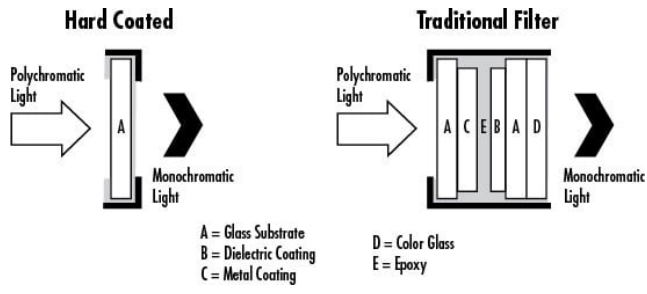 Hard Coated
Polychromatic
Light
A
Monochromatic
Light
Traditional Filter
Polychromatic
Light
A C E B A D
Monochromatic
Light
A = Glass Substrate
B = Dielectric Coating
C = Metal Coating
D = Color Glass
E = Epoxy